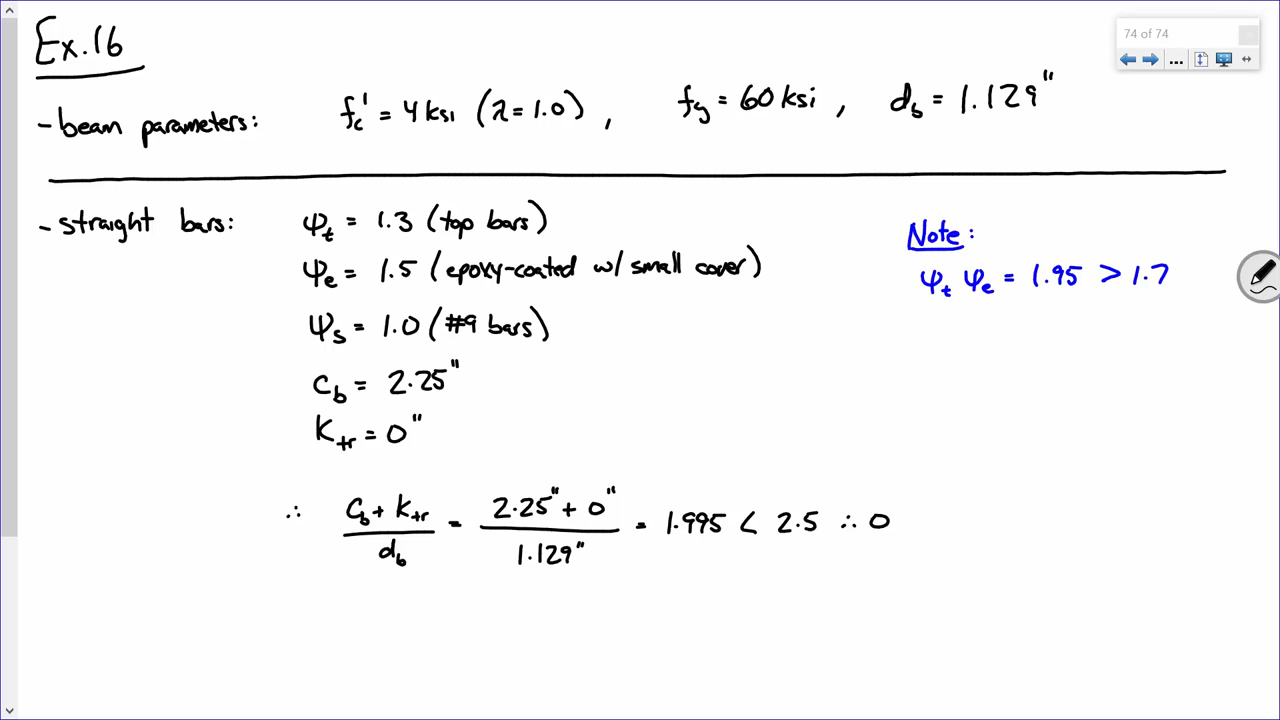 Ex.16
74 of 74
- beam parameters: f'c = 4 ksi (λ = 1.0), fy = 60 ksi, db = 1.129"
- straight bars: ψt = 1.3 (top bars)
Note:
ψe = 1.5 (epoxy-coated w/ small cover)
ψt ψe = 1.95 > 1.7
ψs = 1.0 (#9 bars)
cb = 2.25"
Ktr = 0"
∴ (cb + Ktr)/db = (2.25" + 0")/1.129" = 1.995 < 2.5 ∴ O